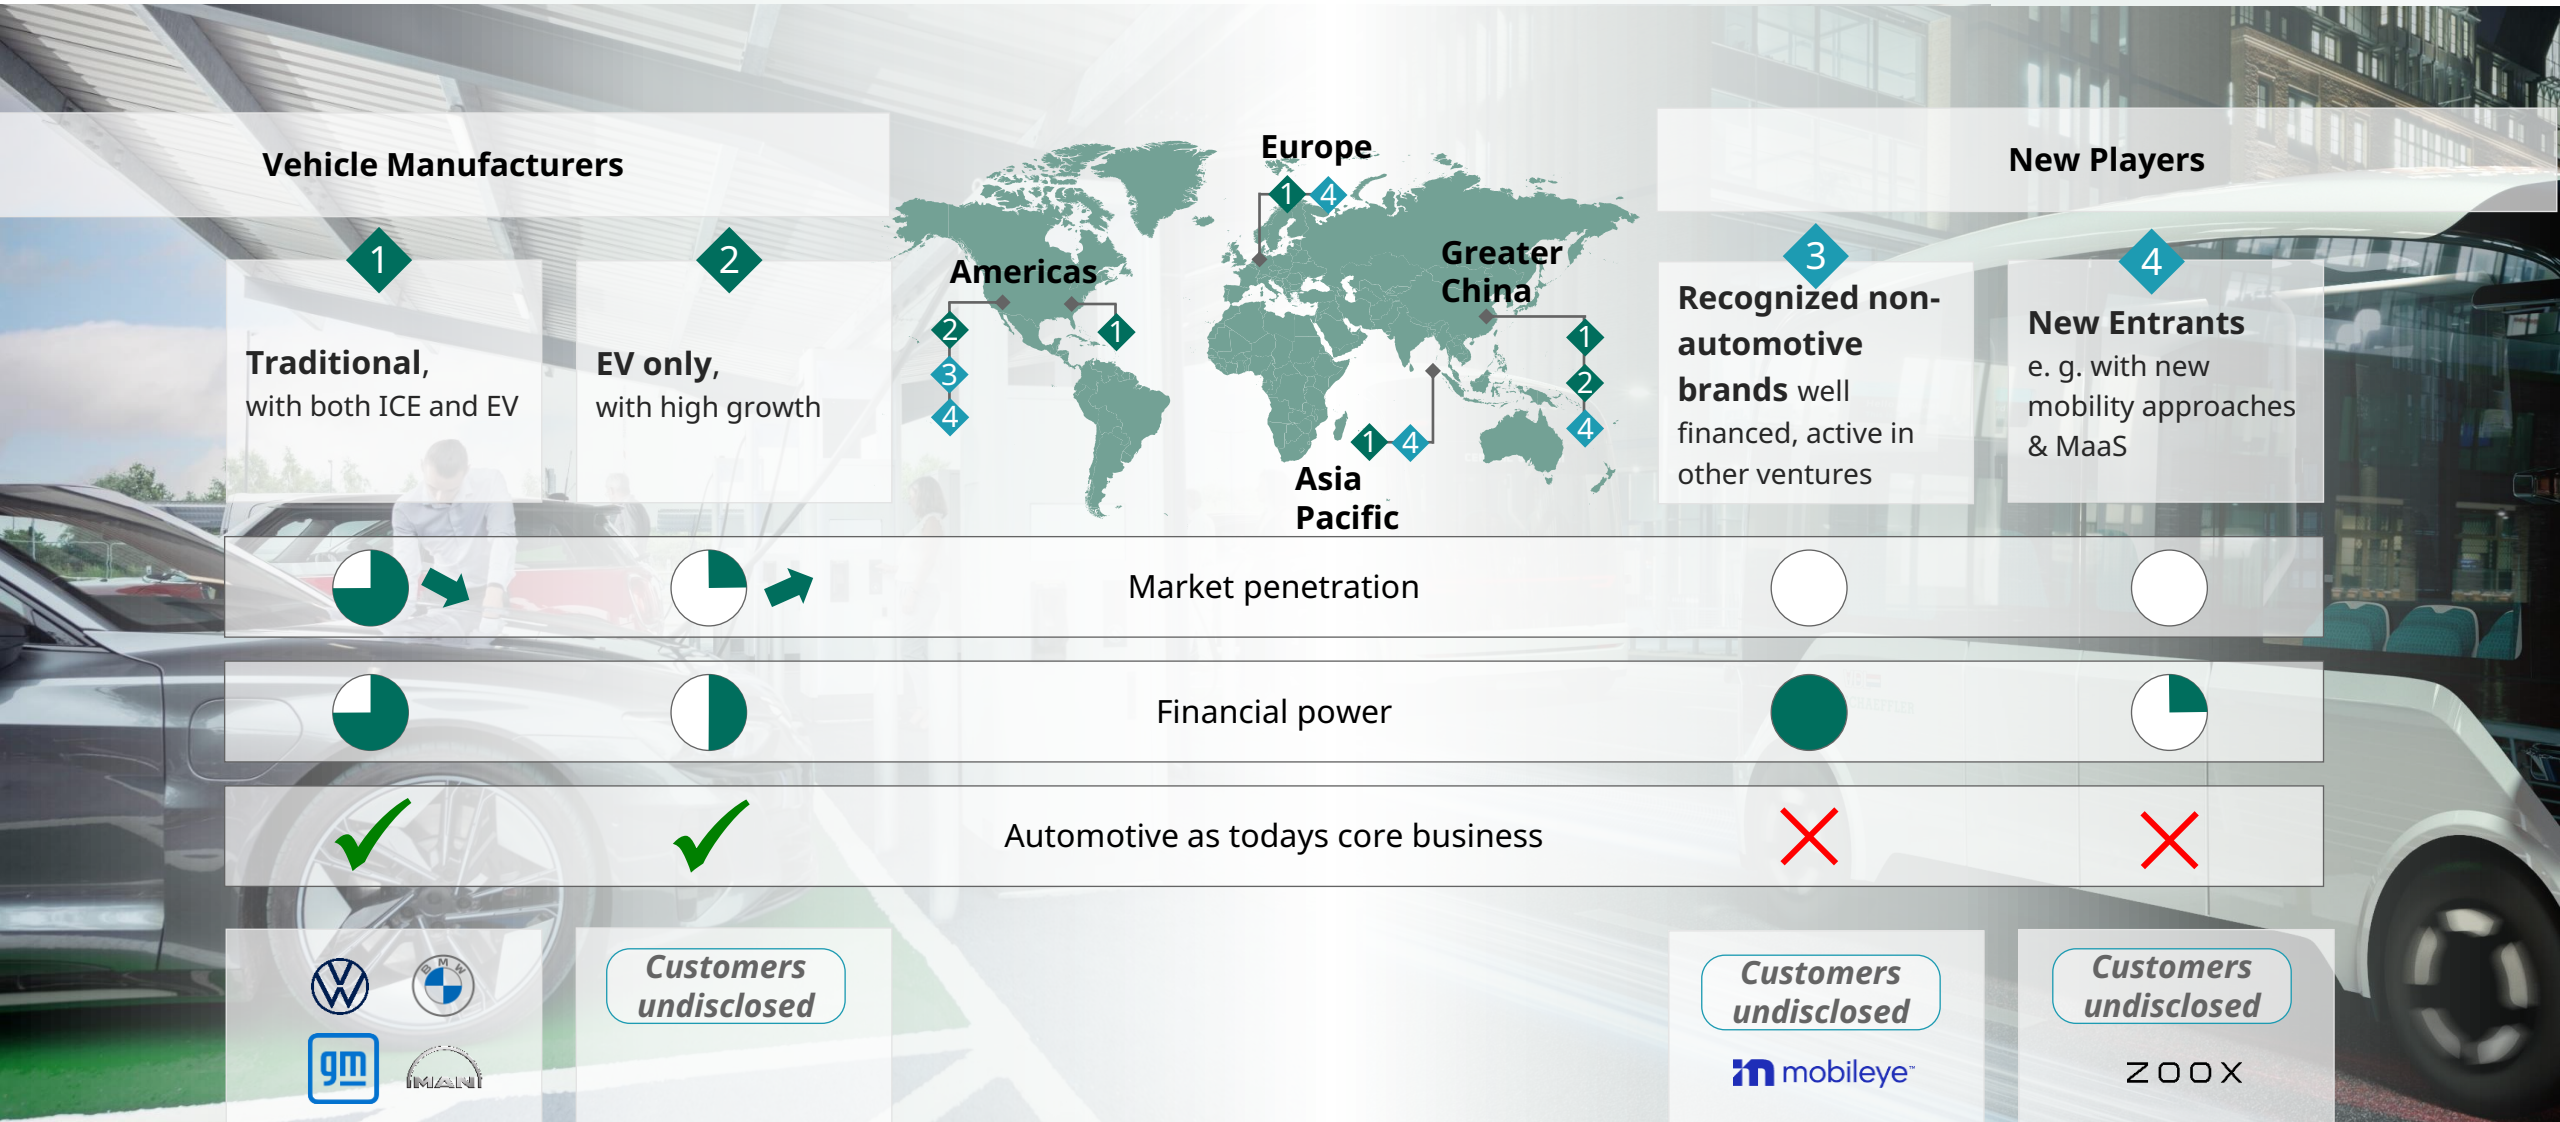 Vehicle Manufacturers
Europe
New Players
1
4
1
2
Greater
China
3
4
Americas
Recognized non-
automotive
brands well
financed, active in
other ventures
New Entrants
e. g. with new
mobility approaches
& MaaS
2
1
3
4
1
2
4
Traditional,
with both ICE and EV
EV only,
with high growth
1
4
Asia
Pacific
Market penetration
Financial power
Automotive as todays core business
BMW
gm
MAN
Customers
undisclosed
Customers
undisclosed
mobileye™
Customers
undisclosed
ZOOX